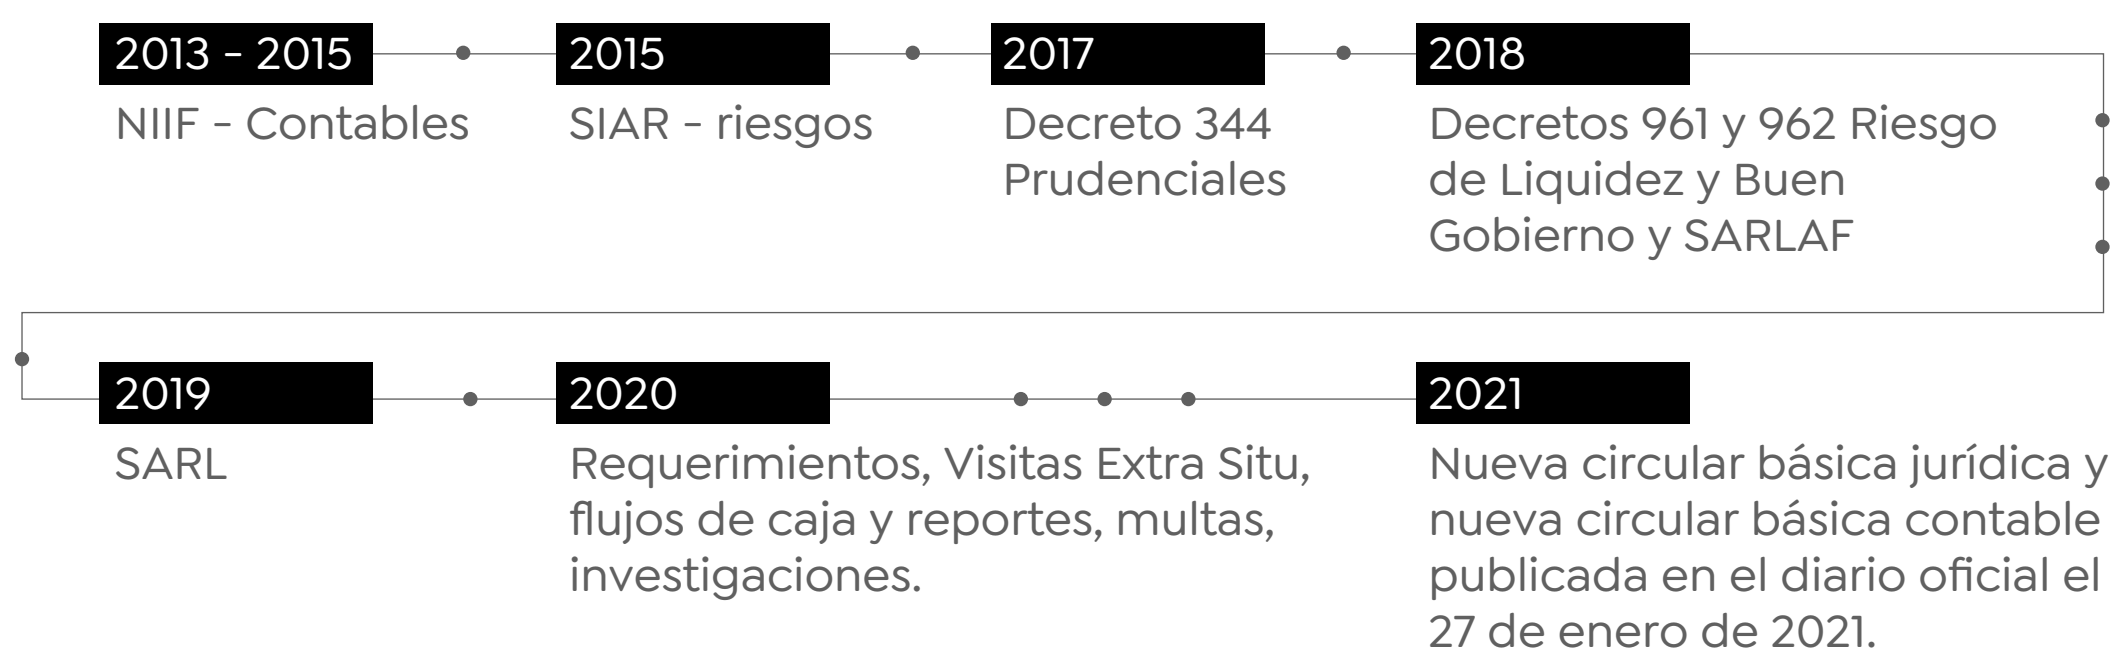 2013 - 2015
NIIF - Contables
2015
SIAR - riesgos
2017
Decreto 344
Prudenciales
2018
Decretos 961 y 962 Riesgo
de Liquidez y Buen
Gobierno y SARLAF
2019
SARL
2020
Requerimientos, Visitas Extra Situ,
flujos de caja y reportes, multas,
investigaciones.
2021
Nueva circular básica jurídica y
nueva circular básica contable
publicada en el diario oficial el
27 de enero de 2021.